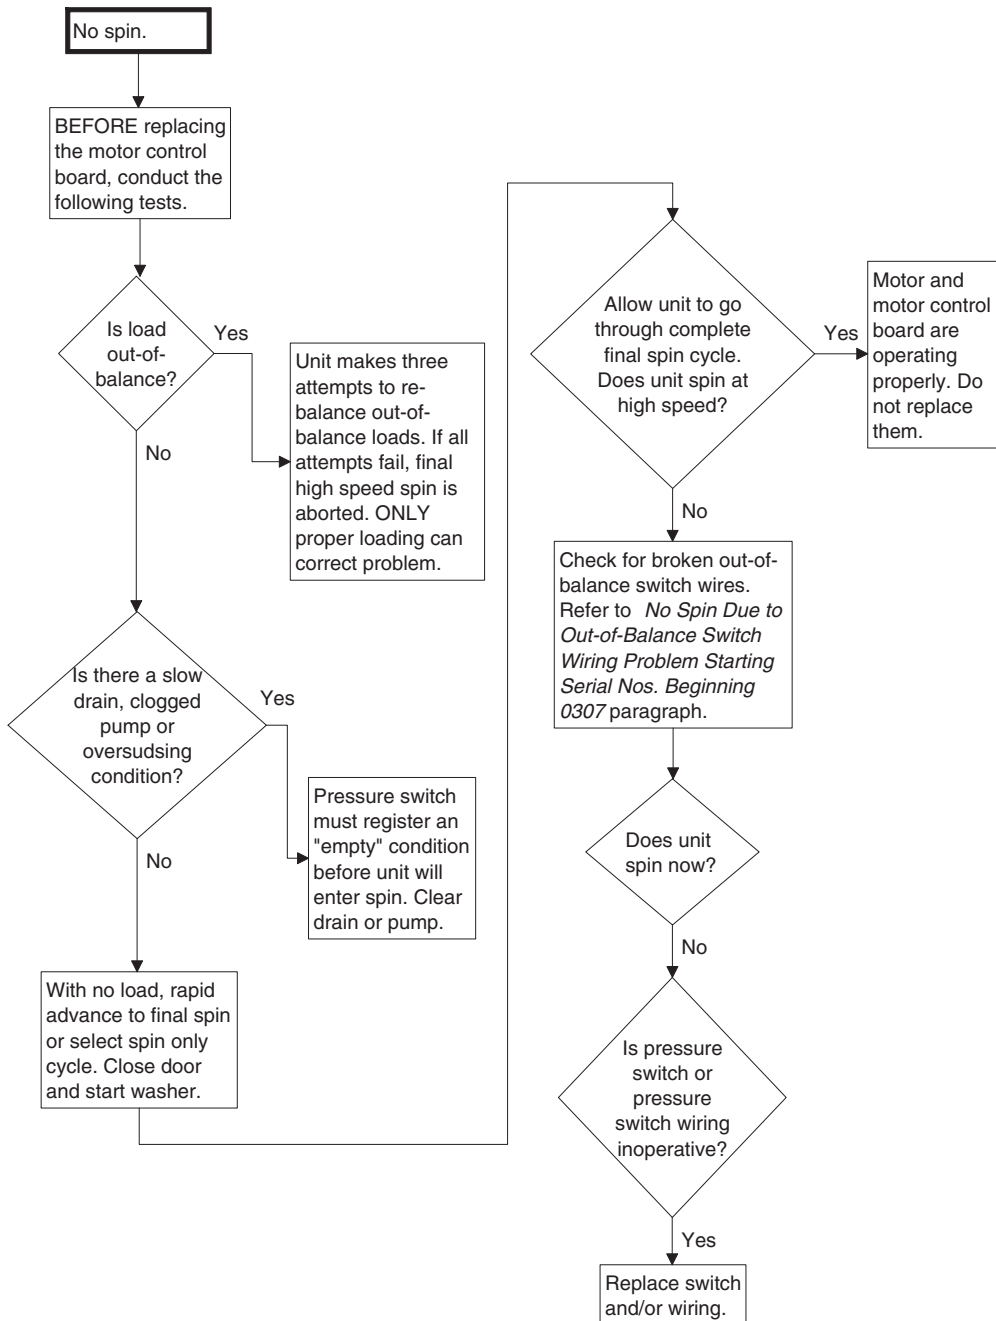 No spin.
BEFORE replacing
the motor control
board, conduct the
following tests.
Is load
out-of-
balance?
Yes
Unit makes three
attempts to re-
balance out-of-
balance loads. If all
attempts fail, final
high speed spin is
aborted. ONLY
proper loading can
correct problem.
No
Is there a slow
drain, clogged
pump or
oversudsing
condition?
Yes
Pressure switch
must register an
"empty" condition
before unit will
enter spin. Clear
drain or pump.
No
With no load, rapid
advance to final spin
or select spin only
cycle. Close door
and start washer.
Allow unit to go
through complete
final spin cycle.
Does unit spin at
high speed?
Yes
Motor and
motor control
board are
operating
properly. Do
not replace
them.
No
Check for broken out-of-
balance switch wires.
Refer to No Spin Due to
Out-of-Balance Switch
Wiring Problem Starting
Serial Nos. Beginning
0307 paragraph.
Does unit
spin now?
No
Is pressure
switch or
pressure
switch wiring
inoperative?
Yes
Replace switch
and/or wiring.